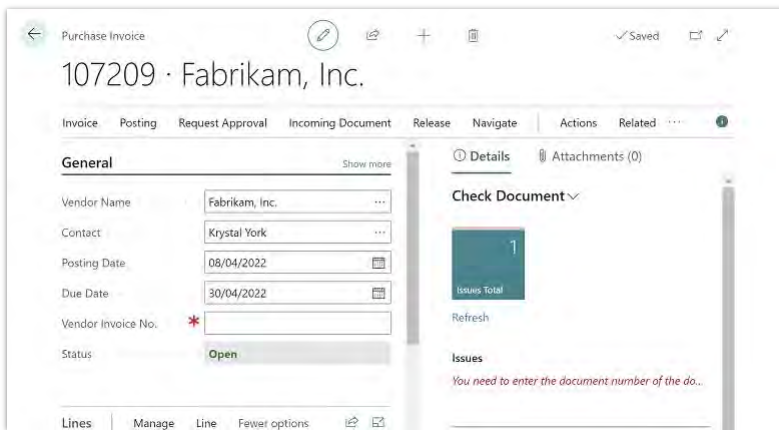 Purchase Invoice
Saved
107209 · Fabrikam, Inc.
Invoice Posting Request Approval Incoming Document Release Navigate Actions Related ...
General Show more
Vendor Name Fabrikam, Inc. ...
Contact Krystal York ...
Posting Date 08/04/2022
Due Date 30/04/2022
Vendor Invoice No. *
Status Open
Lines Manage Line Fewer options
Details Attachments (0)
Check Document
1
Issues Total
Refresh
Issues
You need to enter the document number of the do...